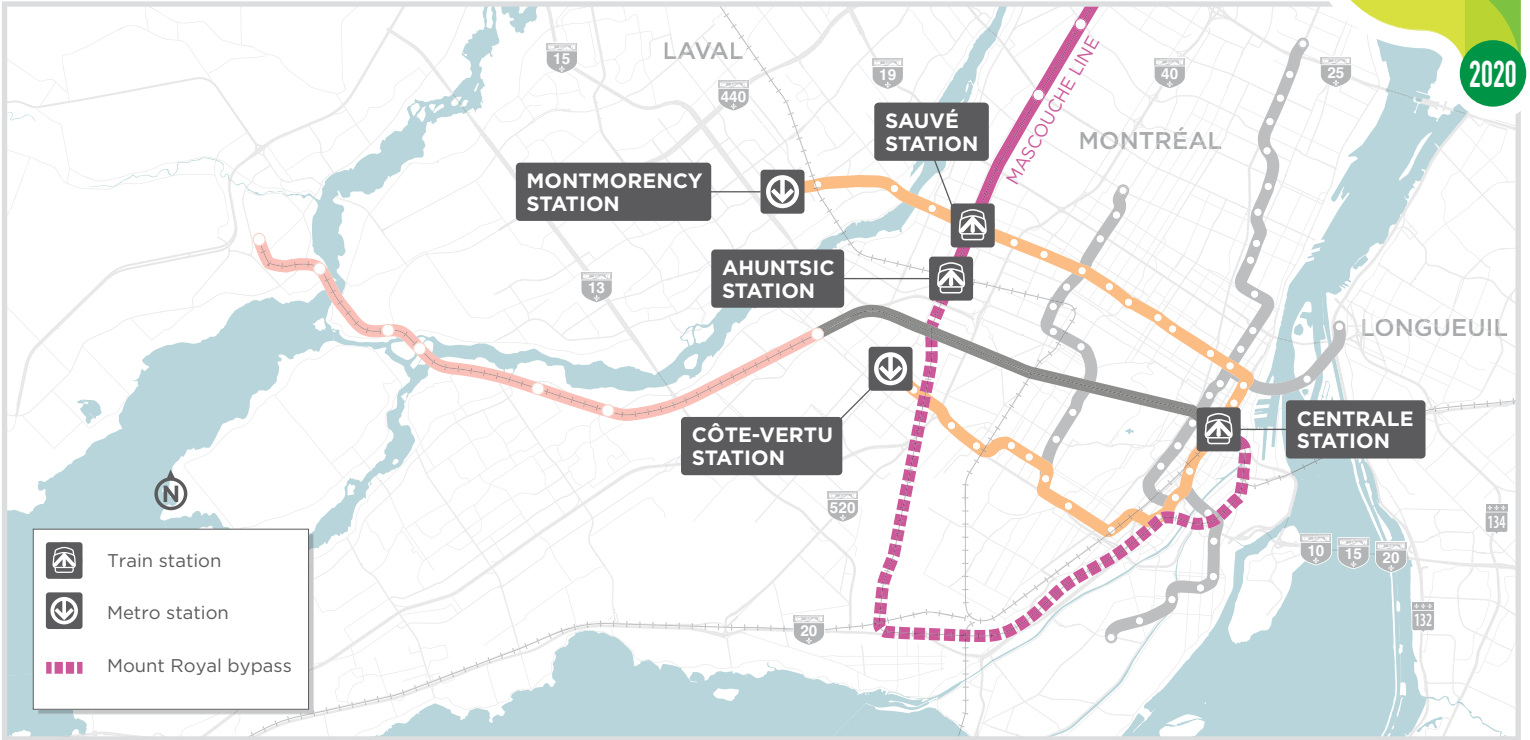 2020
LAVAL
15
440
19
40
25
MASCOUCHE LINE
MONTRÉAL
SAUVÉ
STATION
MONTMORENCY
STATION
AHUNTSIC
STATION
13
LONGUEUIL
CÔTE-VERTU
STATION
CENTRALE
STATION
N
520
134
10
15
20
132
20
Train station
Metro station
Mount Royal bypass